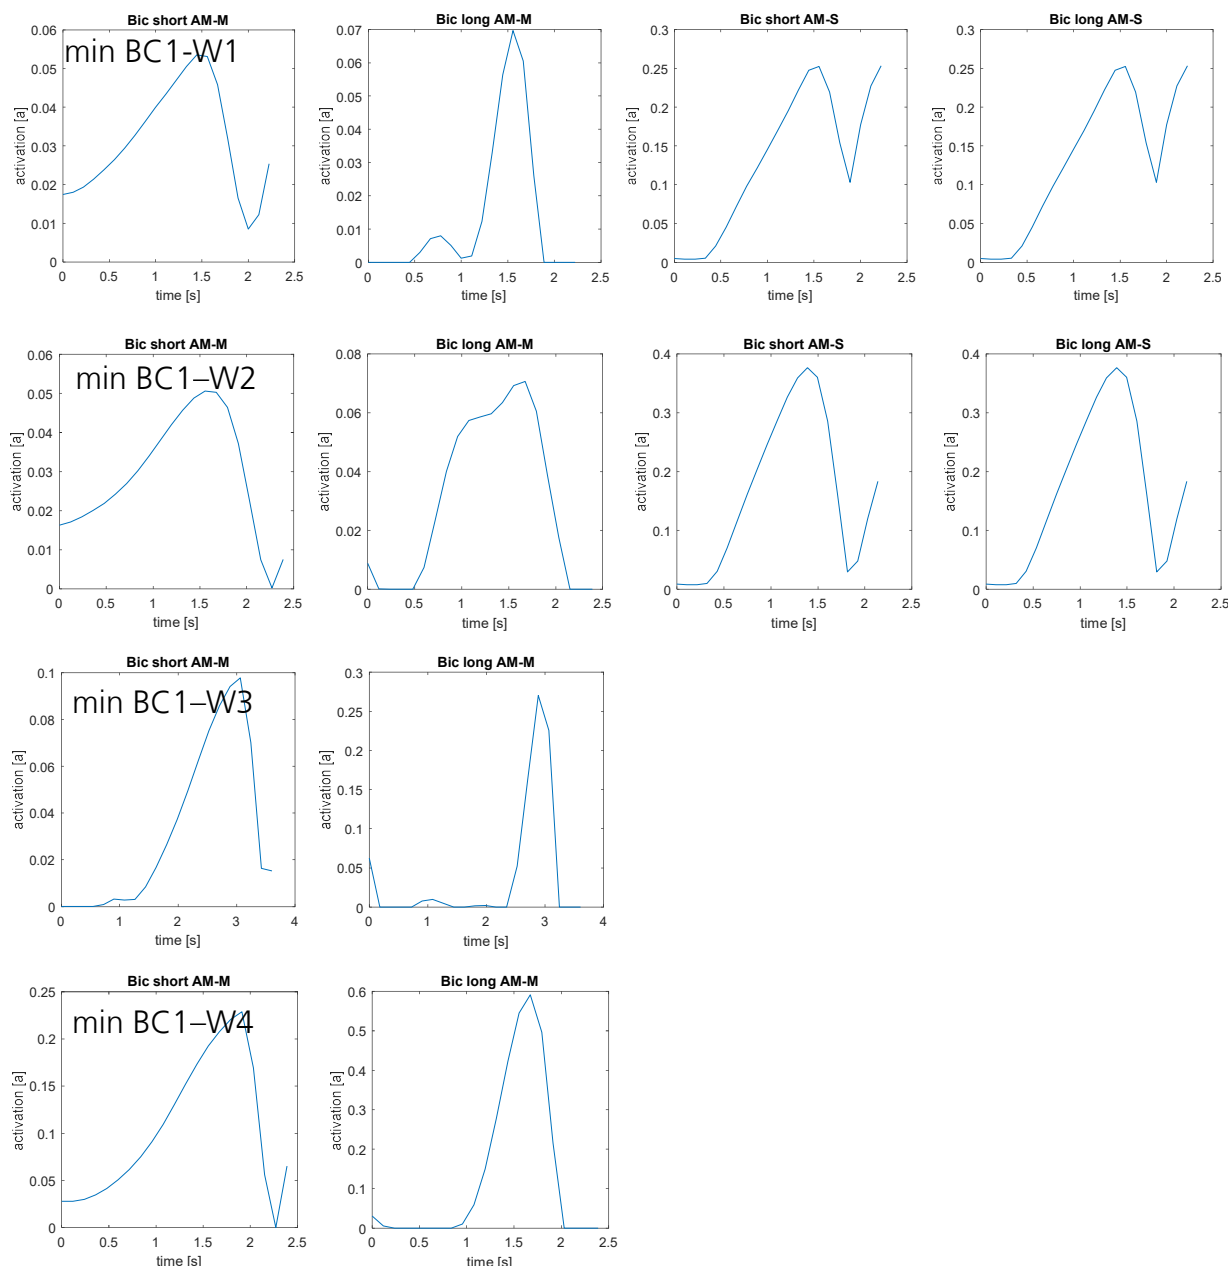 Bic short AM-M
Bic long AM-M
Bic short AM-S
Bic long AM-S
min BC1-W1
activation [a]
0.06
0.05
0.04
0.03
0.02
0.01
0
0 0.5 1 1.5 2 2.5
time [s]
activation [a]
0.07
0.06
0.05
0.04
0.03
0.02
0.01
0
0 0.5 1 1.5 2 2.5
time [s]
activation [a]
0.3
0.25
0.2
0.15
0.1
0.05
0
0 0.5 1 1.5 2 2.5
time [s]
activation [a]
0.3
0.25
0.2
0.15
0.1
0.05
0
0 0.5 1 1.5 2 2.5
time [s]
Bic short AM-M
Bic long AM-M
Bic short AM-S
Bic long AM-S
min BC1–W2
activation [a]
0.06
0.05
0.04
0.03
0.02
0.01
0
0 0.5 1 1.5 2 2.5
time [s]
activation [a]
0.08
0.06
0.04
0.02
0
0 0.5 1 1.5 2 2.5
time [s]
activation [a]
0.4
0.3
0.2
0.1
0
0 0.5 1 1.5 2 2.5
time [s]
activation [a]
0.4
0.3
0.2
0.1
0
0 0.5 1 1.5 2 2.5
time [s]
Bic short AM-M
Bic long AM-M
min BC1–W3
activation [a]
0.1
0.08
0.06
0.04
0.02
0
0 1 2 3 4
time [s]
activation [a]
0.3
0.25
0.2
0.15
0.1
0.05
0
0 1 2 3 4
time [s]
Bic short AM-M
Bic long AM-M
min BC1–W4
activation [a]
0.25
0.2
0.15
0.1
0.05
0
0 0.5 1 1.5 2 2.5
time [s]
activation [a]
0.6
0.5
0.4
0.3
0.2
0.1
0
0 0.5 1 1.5 2 2.5
time [s]